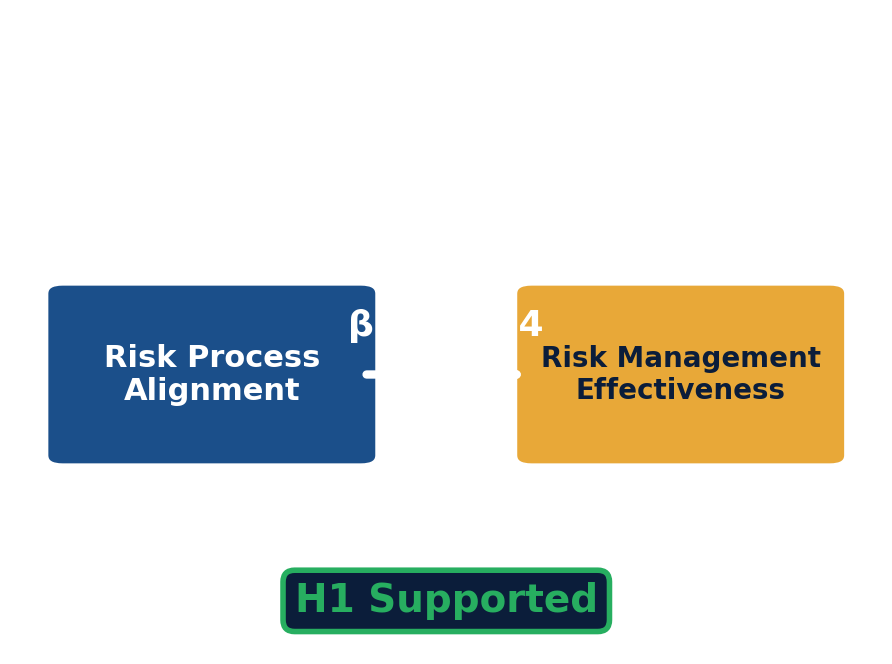 β
4
Risk Process
Alignment
Risk Management
Effectiveness
H1 Supported